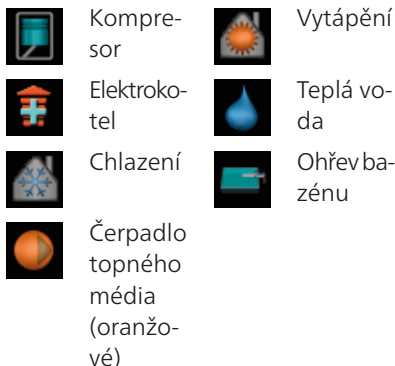 Kompre-
sor
Vytápění
Elektroko-
tel
Teplá vo-
da
Chlazení
Ohřev ba-
zénu
Čerpadlo
topného
média
(oranžo-
vé)